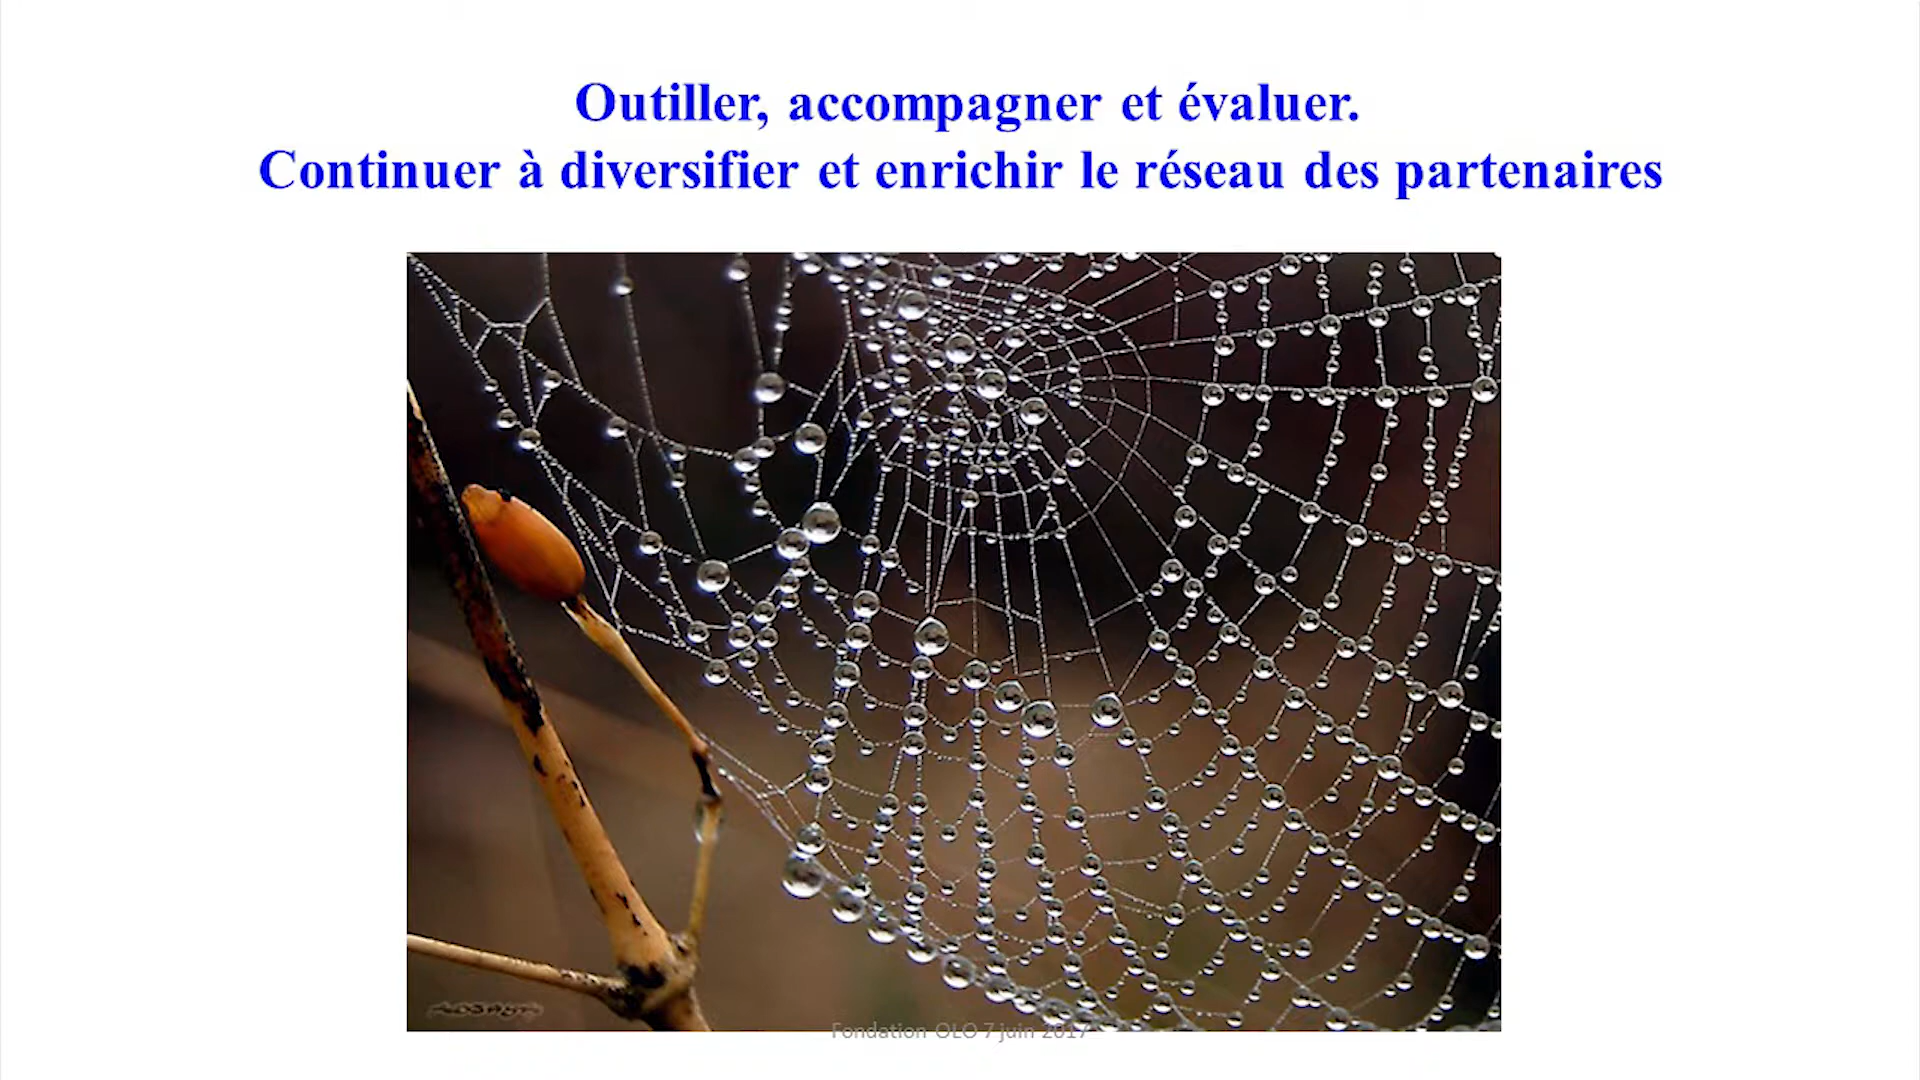 Outiller, accompagner et évaluer.
Continuer à diversifier et enrichir le réseau des partenaires
Fondation OLO 7 juin 2017